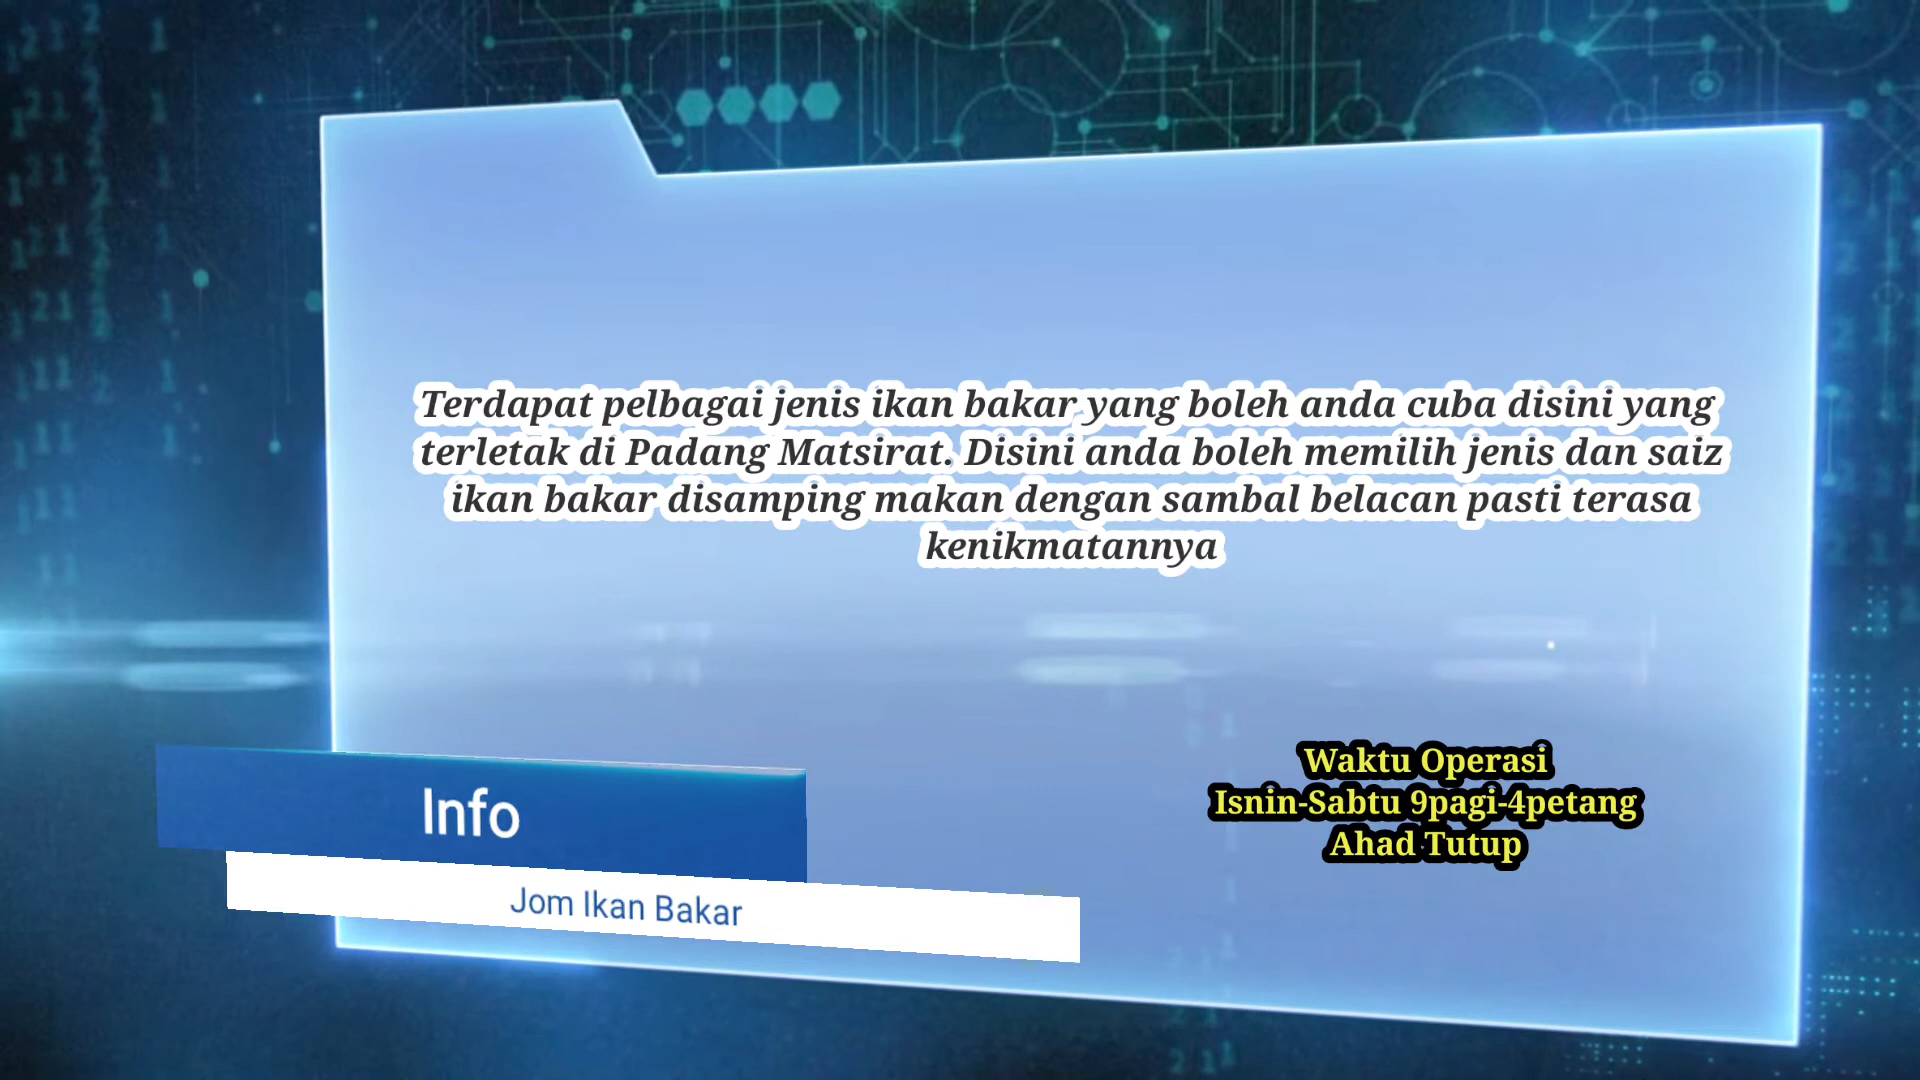 Terdapat pelbagai jenis ikan bakar yang boleh anda cuba disini yang
terletak di Padang Matsirat. Disini anda boleh memilih jenis dan saiz
ikan bakar disamping makan dengan sambal belacan pasti terasa
kenikmatannya
Waktu Operasi
Isnin-Sabtu 9pagi-4petang
Ahad Tutup
Info
Jom Ikan Bakar